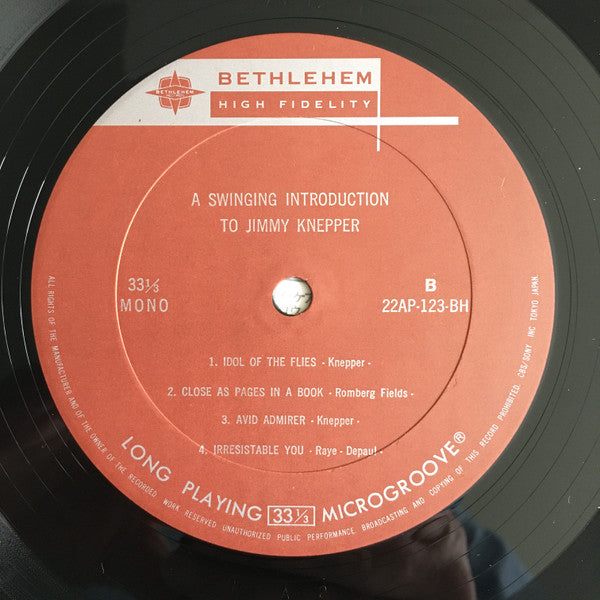 BETHLEHEM
BETHLEHEM
HIGH FIDELITY
A SWINGING INTRODUCTION
TO JIMMY KNEPPER
33⅓
MONO
B
22AP-123-BH
1. IDOL OF THE FLIES - Knepper -
2. CLOSE AS PAGES IN A BOOK - Romberg Fields -
3. AVID ADMIRER - Knepper -
4. IRRESISTABLE YOU - Raye - Depaul -
LONG PLAYING 33⅓ MICROGROOVE®
ALL RIGHTS OF THE MANUFACTURER AND OF THE OWNER OF THE RECORDED WORK RESERVED UNAUTHORIZED PUBLIC PERFORMANCE BROADCASTING AND COPYING OF THIS RECORD PROHIBITED. CBS/SONY INC TOKYO JAPAN.